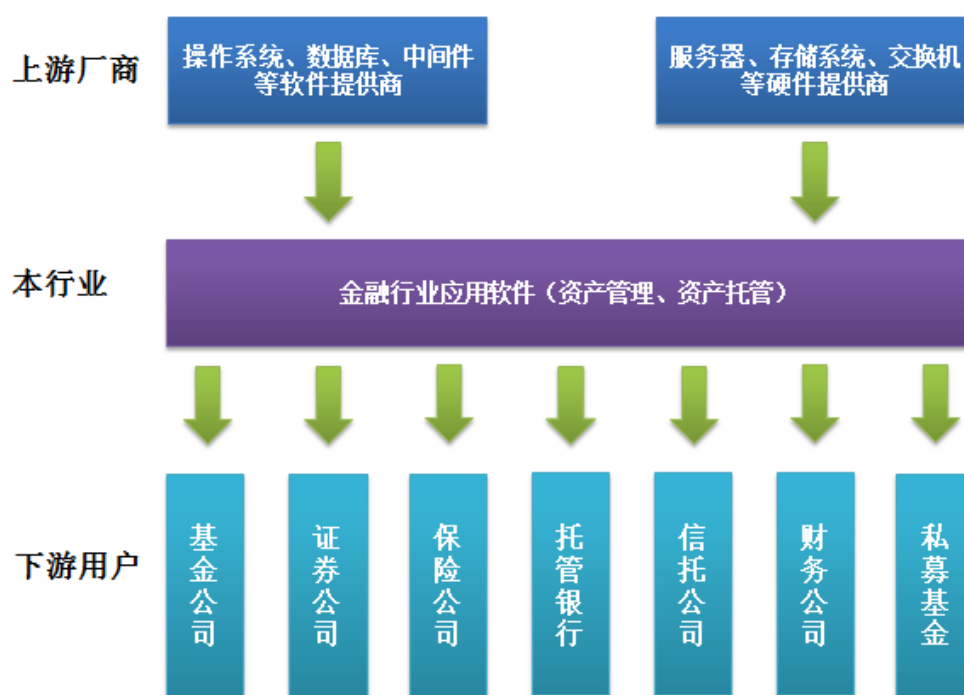 上游厂商
操作系统、数据库、中间件
等软件提供商
服务器、存储系统、交换机
等硬件提供商
本行业
金融行业应用软件（资产管理、资产托管）
下游用户
基金公司
证券公司
保险公司
托管银行
信托公司
财务公司
私募基金